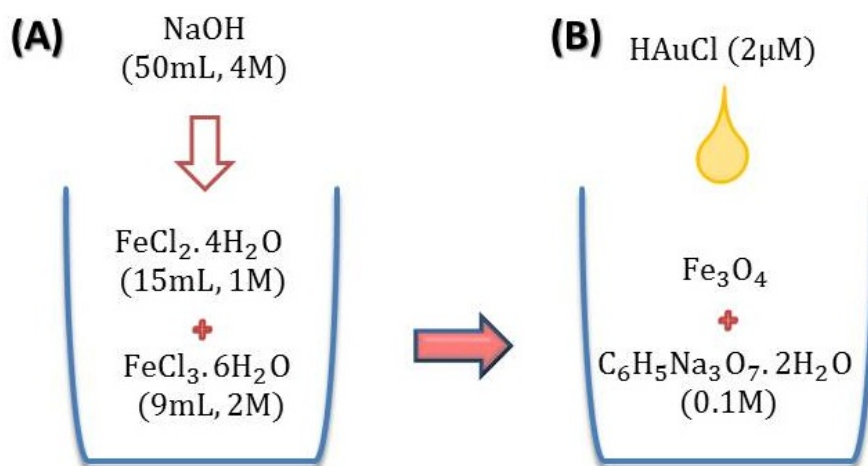 (A)
NaOH
(50mL, 4M)
FeCl₂. 4H₂O
(15mL, 1M)
+
FeCl₃. 6H₂O
(9mL, 2M)
(B)
HAuCl (2μM)
Fe₃O₄
+
C₆H₅Na₃O₇. 2H₂O
(0.1M)